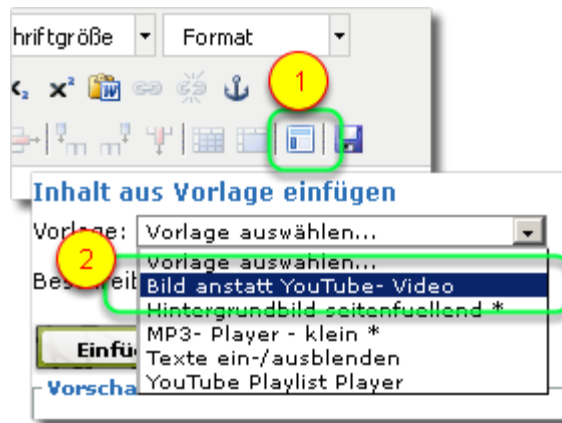 hriftgröße Format
1
Inhalt aus Vorlage einfügen
Vorlage: Vorlage auswählen...
2
Vorlage auswählen...
Bild anstatt YouTube- Video
Hintergrundbild seitenfuellend *
MP3- Player - klein *
Einfü
Texte ein-/ausblenden
YouTube Playlist Player
Vorscha